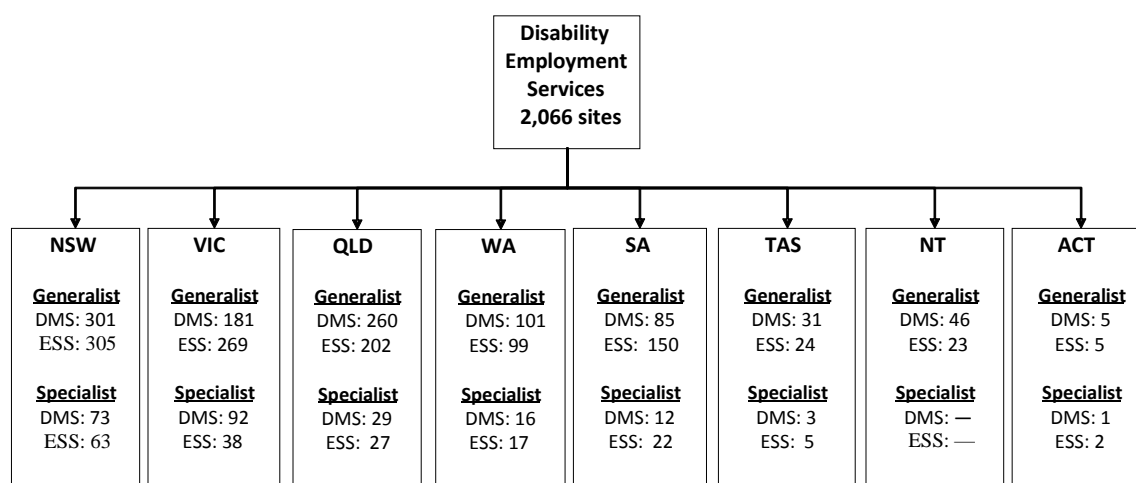 Disability
Employment
Services
2,066 sites
NSW
Generalist
DMS: 301
ESS: 305
Specialist
DMS: 73
ESS: 63
VIC
Generalist
DMS: 181
ESS: 269
Specialist
DMS: 92
ESS: 38
QLD
Generalist
DMS: 260
ESS: 202
Specialist
DMS: 29
ESS: 27
WA
Generalist
DMS: 101
ESS: 99
Specialist
DMS: 16
ESS: 17
SA
Generalist
DMS: 85
ESS: 150
Specialist
DMS: 12
ESS: 22
TAS
Generalist
DMS: 31
ESS: 24
Specialist
DMS: 3
ESS: 5
NT
Generalist
DMS: 46
ESS: 23
Specialist
DMS: —
ESS: —
ACT
Generalist
DMS: 5
ESS: 5
Specialist
DMS: 1
ESS: 2